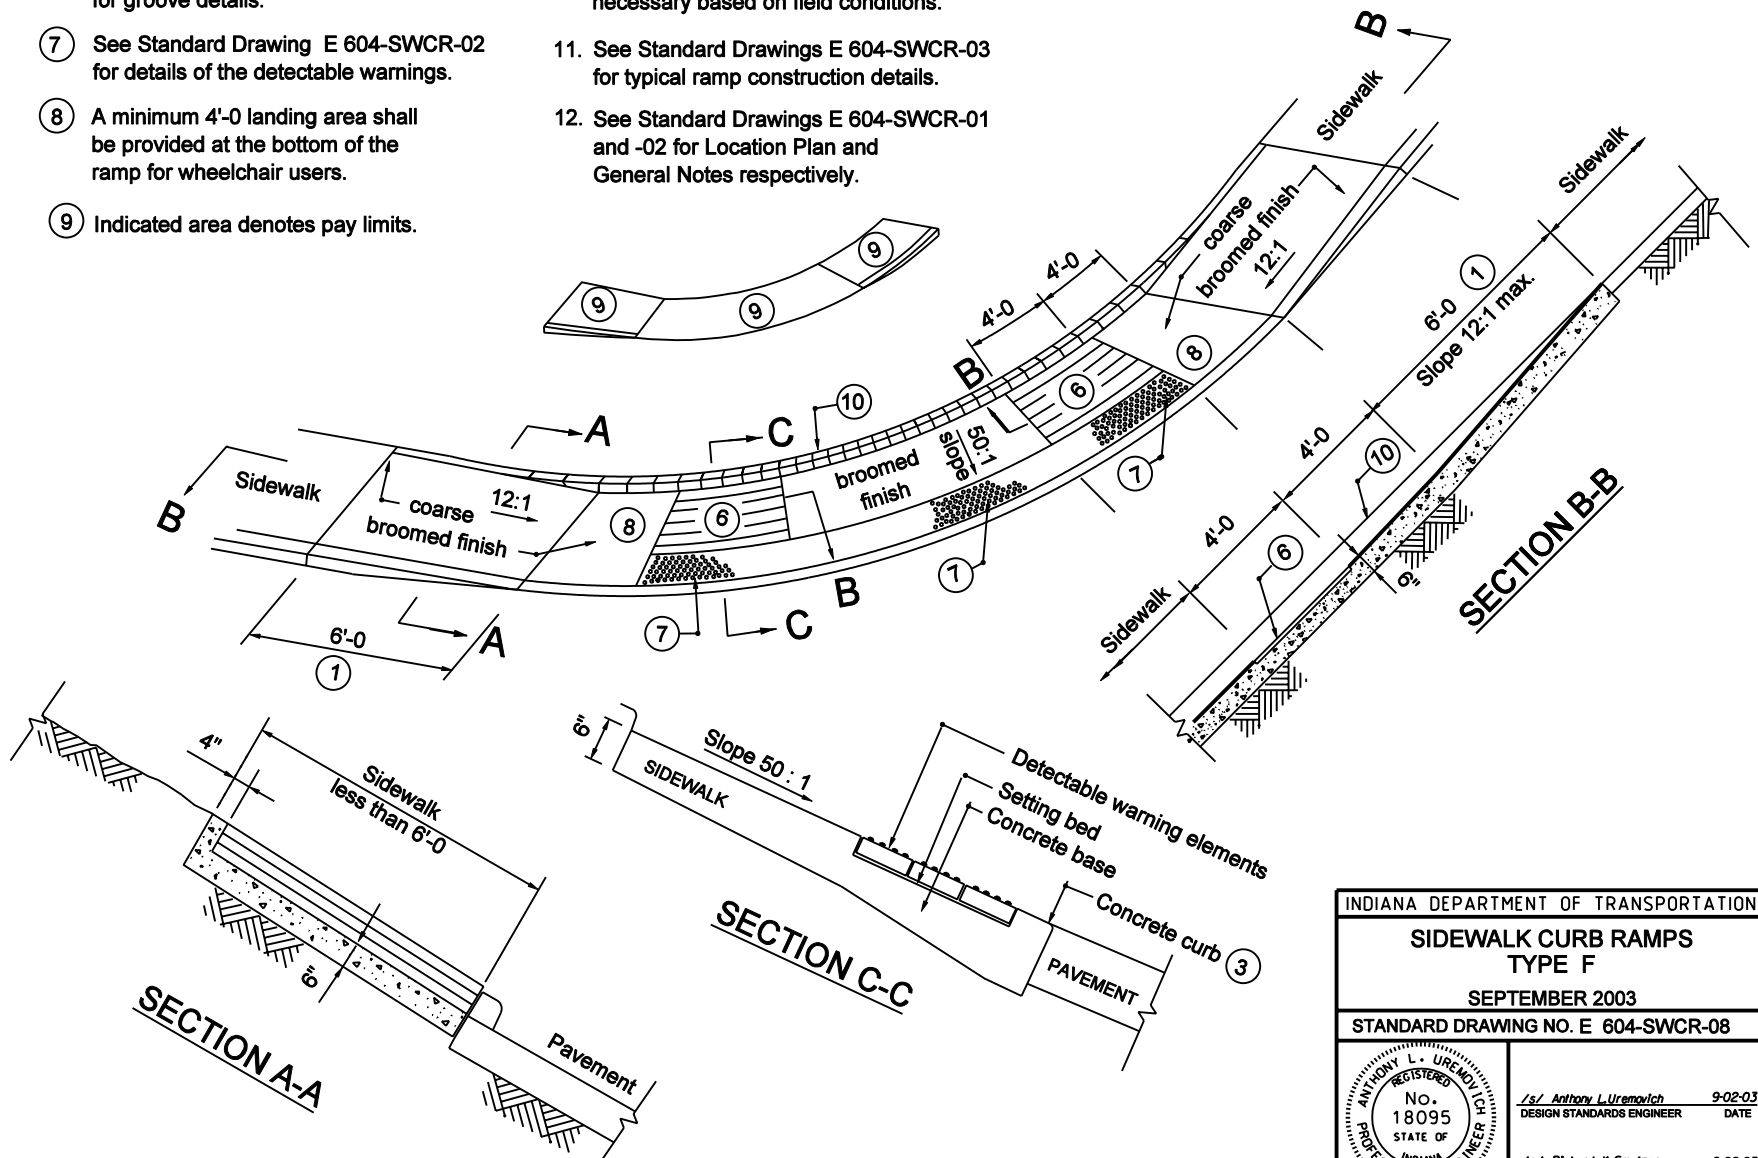 for groove details.
7 See Standard Drawing E 604-SWCR-02
for details of the detectable warnings.
8 A minimum 4'-0 landing area shall
be provided at the bottom of the
ramp for wheelchair users.
9 Indicated area denotes pay limits.
necessary based on field conditions.
11. See Standard Drawings E 604-SWCR-03
for typical ramp construction details.
12. See Standard Drawings E 604-SWCR-01
and -02 for Location Plan and
General Notes respectively.
9
9
9
B
Sidewalk
coarse
broomed finish
12:1
4'-0
4'-0
B
8
6
7
50:1
slope
10
broomed
finish
A
C
Sidewalk
B
coarse
broomed finish
12:1
8
6
7
7
B
C
A
6'-0
1
Sidewalk
6'-0 1
Slope 12:1 max.
4'-0
10
4'-0
6
6"
Sidewalk
SECTION B-B
4"
Sidewalk
less than 6'-0
6"
Pavement
SECTION A-A
6"
Slope 50 : 1
SIDEWALK
Detectable warning elements
Setting bed
Concrete base
Concrete curb 3
PAVEMENT
SECTION C-C
INDIANA DEPARTMENT OF TRANSPORTATION
SIDEWALK CURB RAMPS
TYPE F
SEPTEMBER 2003
STANDARD DRAWING NO. E 604-SWCR-08
ANTHONY L. UREMOVICH
REGISTERED
No.
18095
STATE OF
/s/ Anthony L.Uremovich 9-02-03
DESIGN STANDARDS ENGINEER DATE